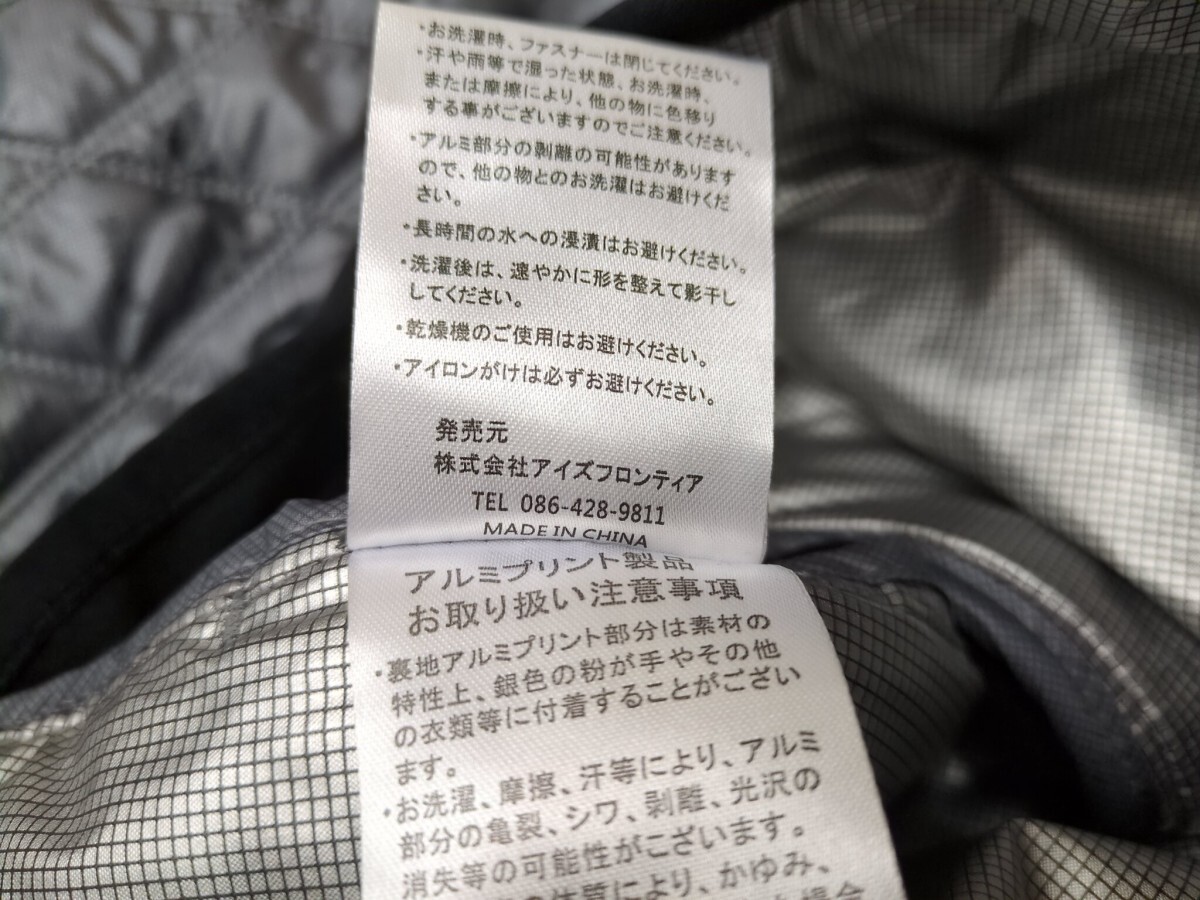 ・お洗濯時、ファスナーは閉じてください。
・汗や雨等で湿った状態、お洗濯時、
または摩擦により、他の物に色移り
する事がございますのでご注意ください。
・アルミ部分の剥離の可能性があります
ので、他の物とのお洗濯はお避けくだ
さい。
・長時間の水への浸漬はお避けください。
・洗濯後は、速やかに形を整えて影干し
してください。
・乾燥機のご使用はお避けください。
・アイロンがけは必ずお避けください。
発売元
株式会社アイズフロンティア
TEL 086-428-9811
MADE IN CHINA
アルミプリント製品
お取り扱い注意事項
・裏地アルミプリント部分は素材の
特性上、銀色の粉が手やその他
の衣類等に付着することがござい
ます。
・お洗濯、摩擦、汗等により、アルミ
部分の亀裂、シワ、剥離、光沢の
消失等の可能性がございます。
体質により、かゆみ、
場合